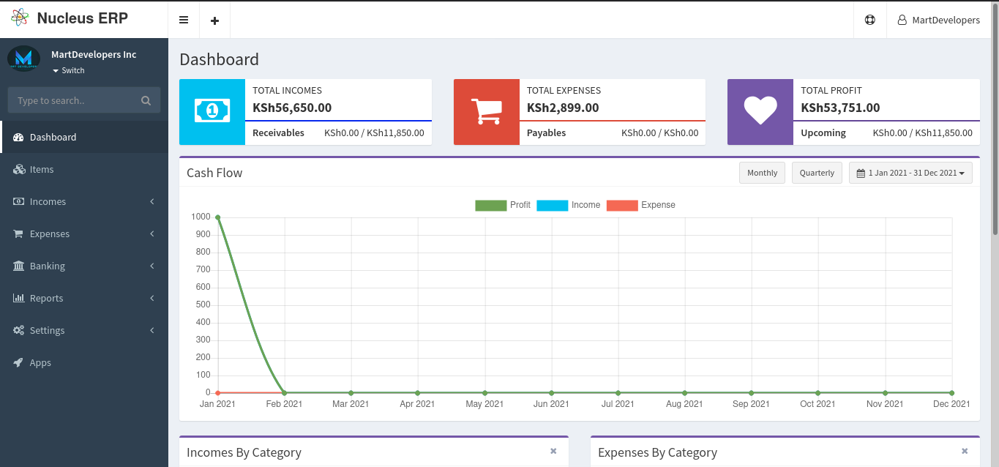 Nucleus ERP
MartDevelopers
MartDevelopers Inc
Switch
Type to search..
Dashboard
Items
Incomes
Expenses
Banking
Reports
Settings
Apps
Dashboard
TOTAL INCOMES
KSh56,650.00
Receivables KSh0.00 / KSh11,850.00
TOTAL EXPENSES
KSh2,899.00
Payables KSh0.00 / KSh0.00
TOTAL PROFIT
KSh53,751.00
Upcoming KSh0.00 / KSh11,850.00
Cash Flow
Monthly Quarterly 1 Jan 2021 - 31 Dec 2021
Profit Income Expense
1000
900
800
700
600
500
400
300
200
100
0
Jan 2021 Feb 2021 Mar 2021 Apr 2021 May 2021 Jun 2021 Jul 2021 Aug 2021 Sep 2021 Oct 2021 Nov 2021 Dec 2021
Incomes By Category
Expenses By Category